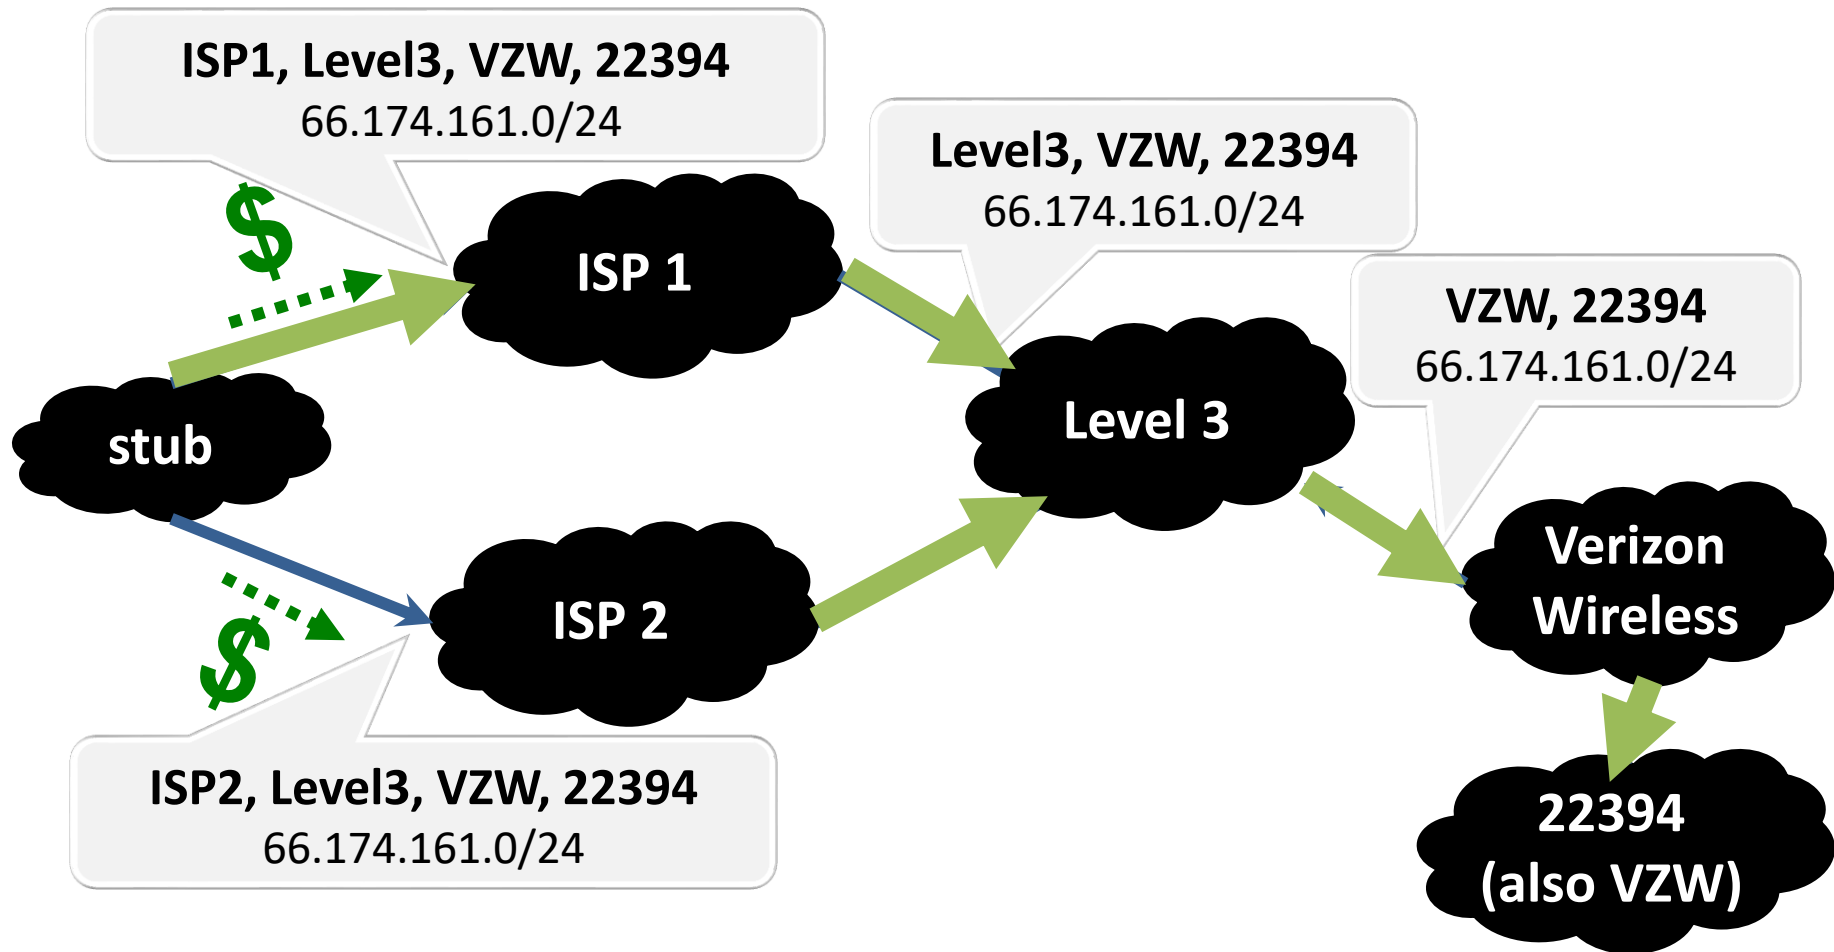 ISP1, Level3, VZW, 22394
66.174.161.0/24
Level3, VZW, 22394
66.174.161.0/24
$
ISP 1
VZW, 22394
66.174.161.0/24
Level 3
stub
Verizon
Wireless
ISP 2
$
ISP2, Level3, VZW, 22394
66.174.161.0/24
22394
(also VZW)